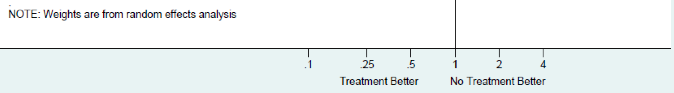 NOTE: Weights are from random effects analysis
.1 .25 .5 1 2 4
Treatment Better No Treatment Better